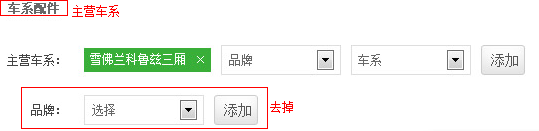 车系配件 主营车系
主营车系： 雪佛兰科鲁兹三厢 × 品牌 车系 添加
品牌： 选择 添加 去掉